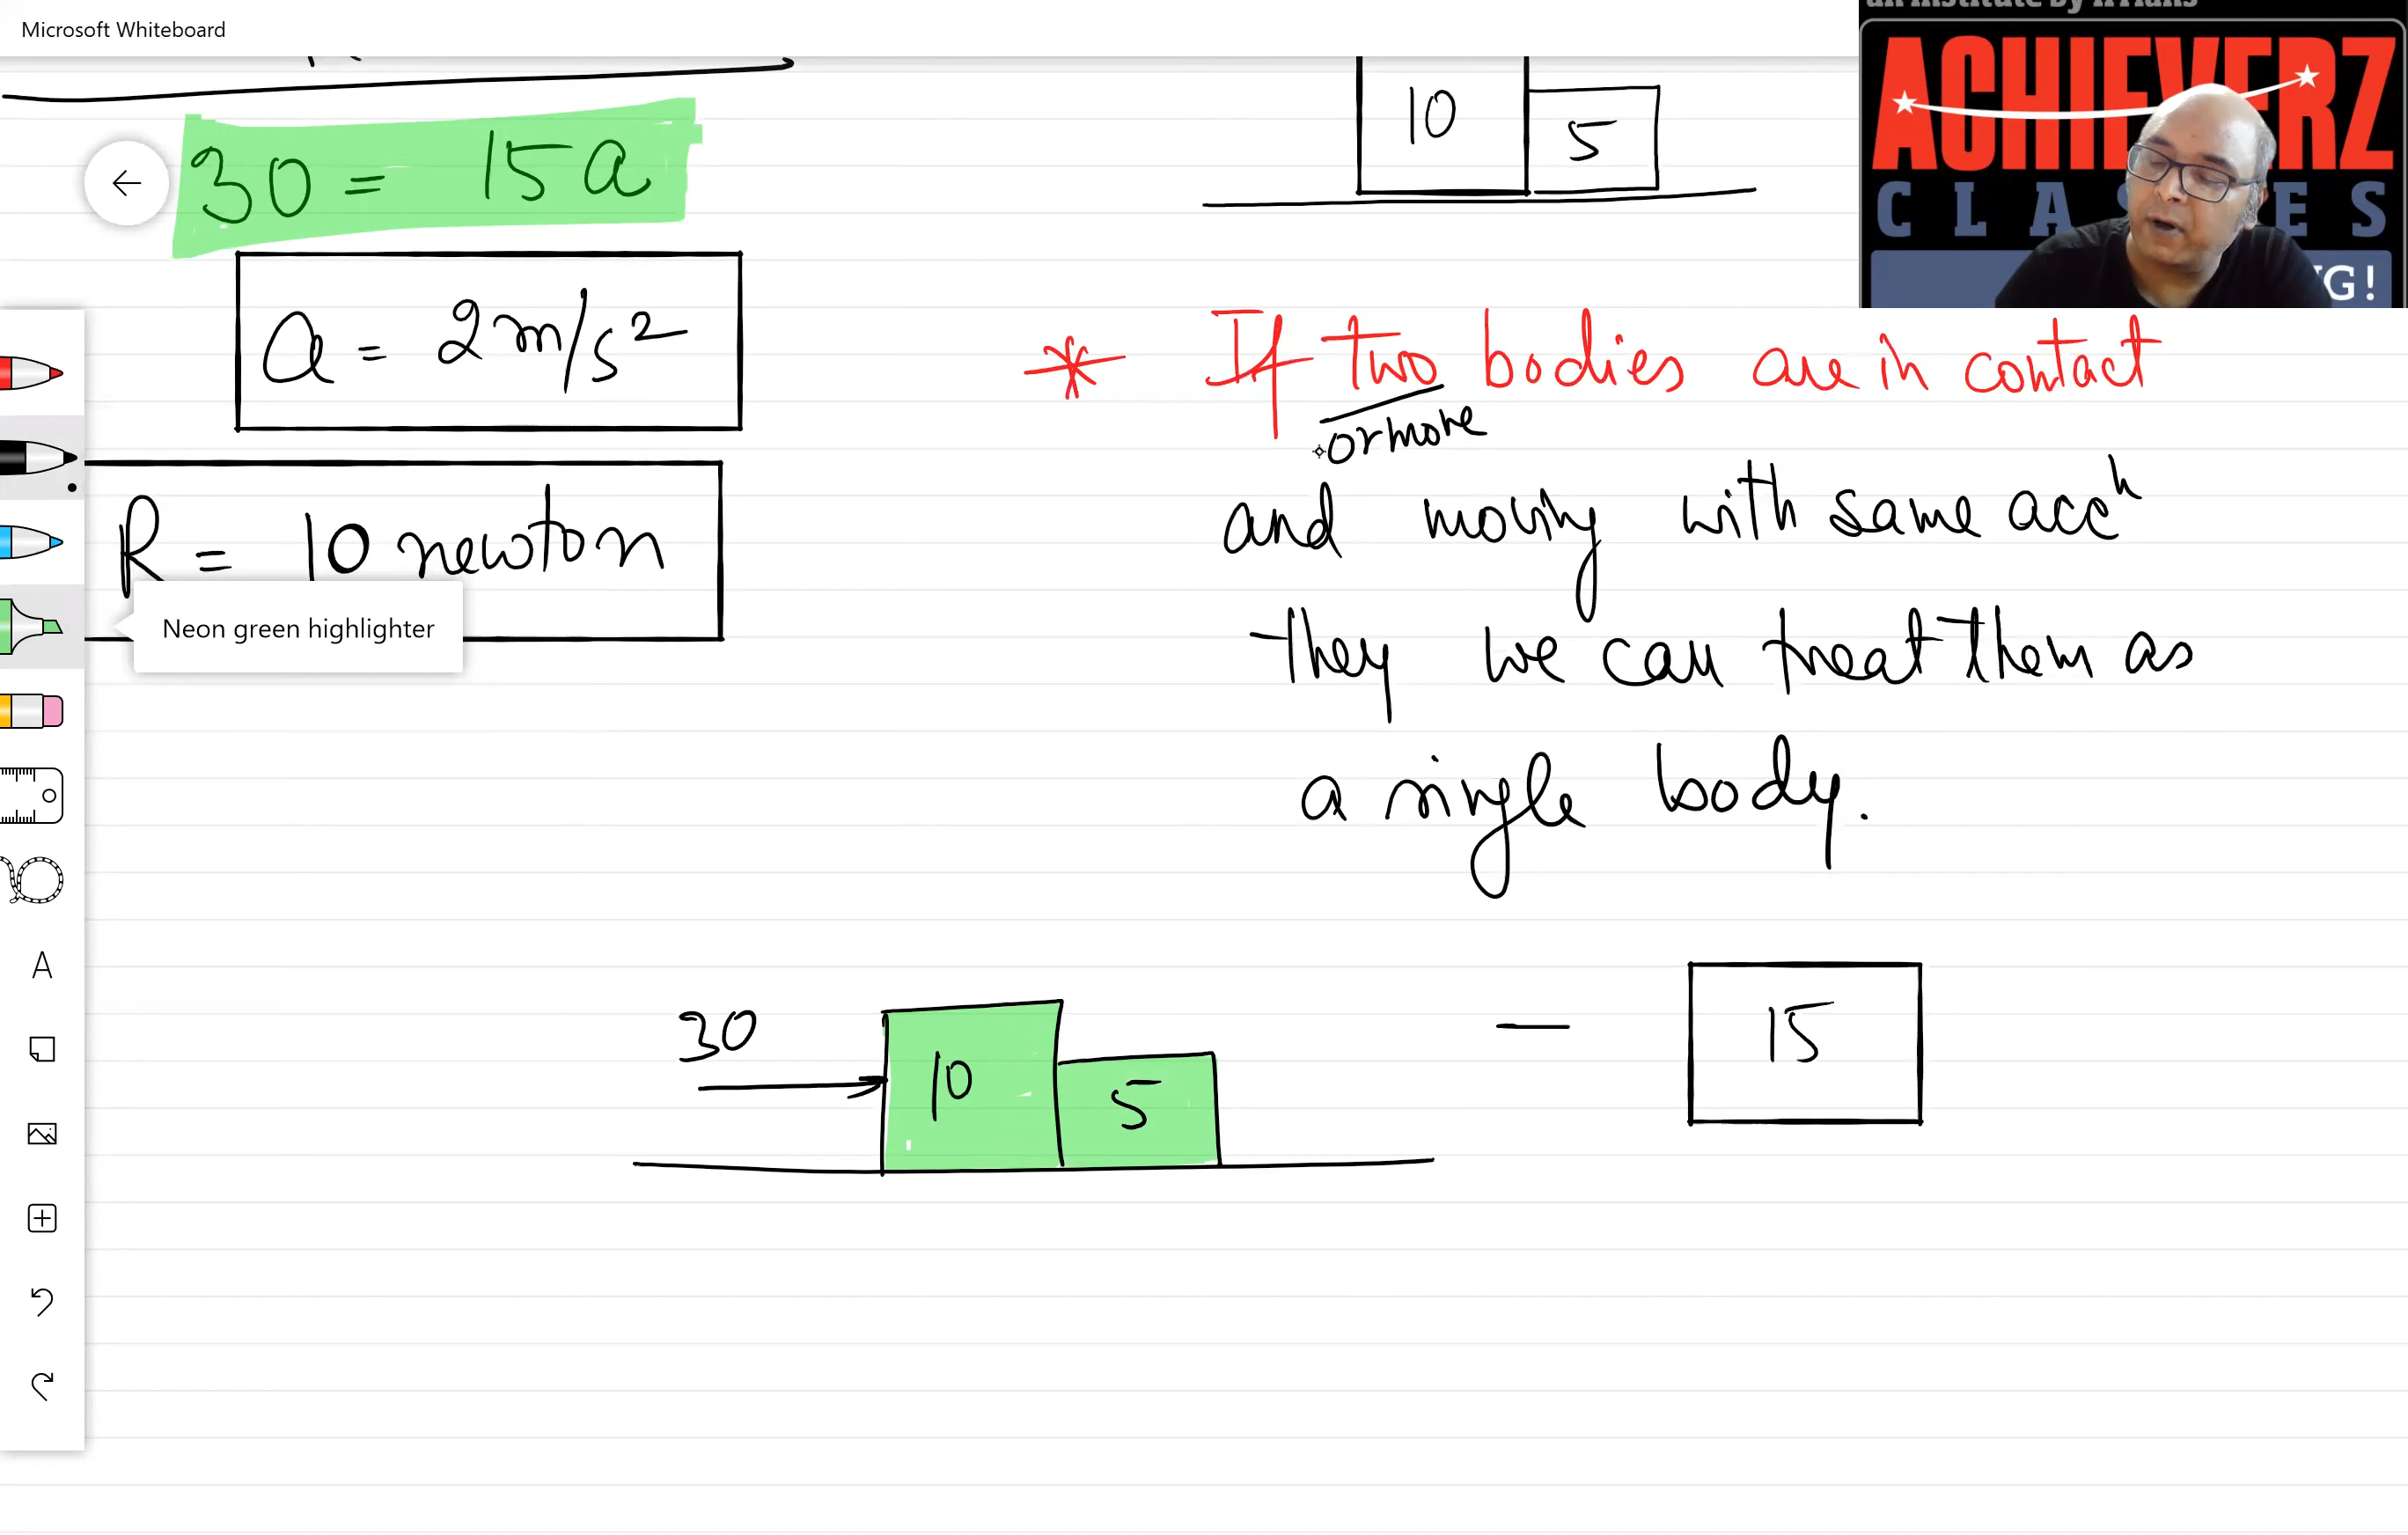 Microsoft Whiteboard
ACHIEVERZ
CLASSES
G!
30 = 15a
a = 2m/s²
R = 10 newton
Neon green highlighter
10
5
* If two bodies are in contact
or more
and moving with same accⁿ
they we can treat them as
a single body.
30
10
5
15